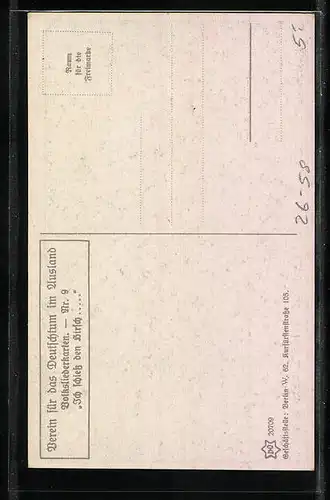 Verein für das Deutschtum im Ausland
Volksliederkarten. — Nr. 9
"Ich schieß den Hirsch....."
Raum
für die
Freimarke
20709
Geschäftsstelle: Berlin W. 62, Kurfürstenstraße 105.
26-58
5,-